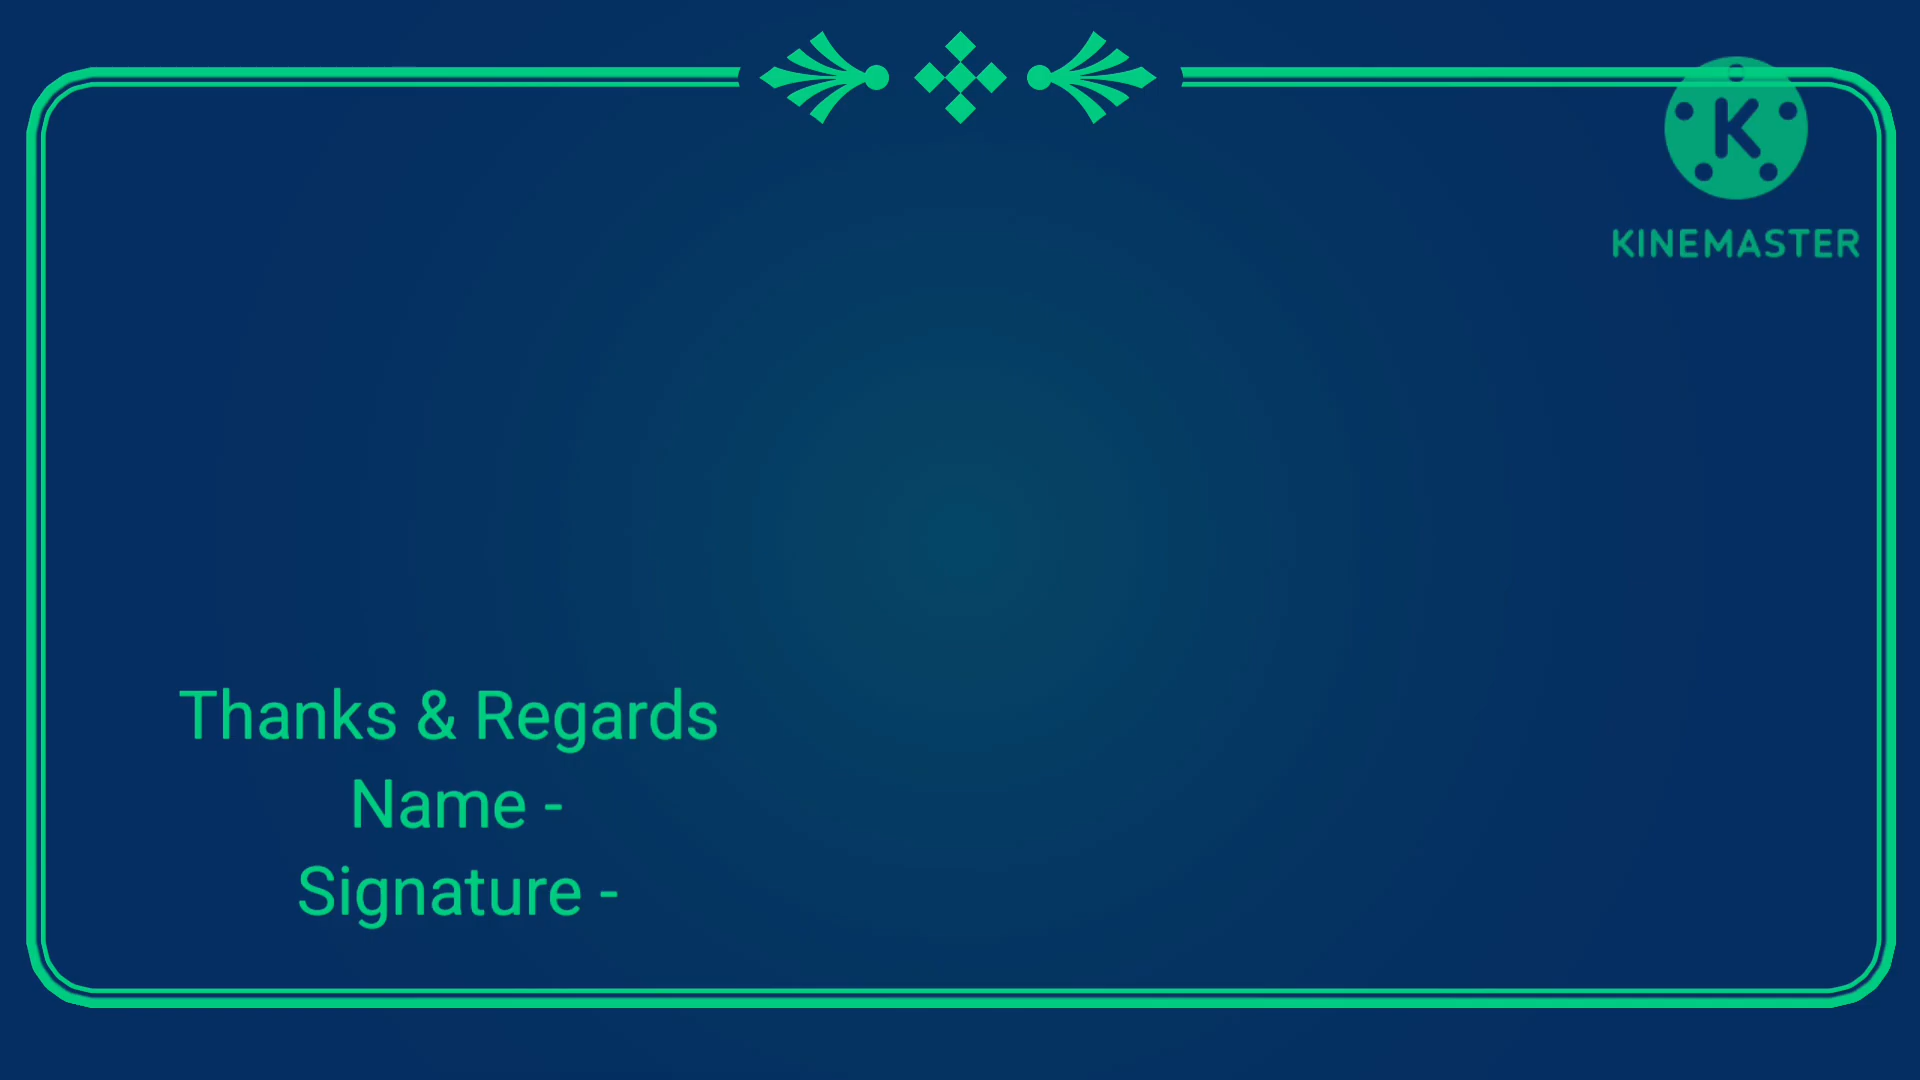 K
KINEMASTER
Thanks & Regards
Name -
Signature -